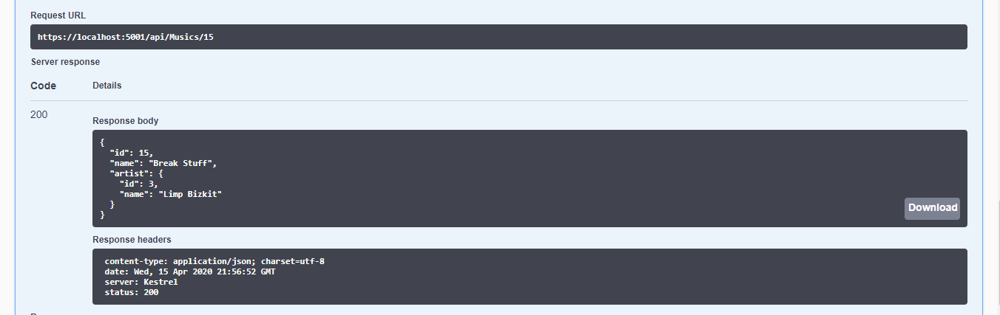 Request URL
https://localhost:5001/api/Musics/15
Server response
Code Details
200
Response body
{
"id": 15,
"name": "Break Stuff",
"artist": {
"id": 3,
"name": "Limp Bizkit"
}
}
Download
Response headers
content-type: application/json; charset=utf-8
date: Wed, 15 Apr 2020 21:56:52 GMT
server: Kestrel
status: 200